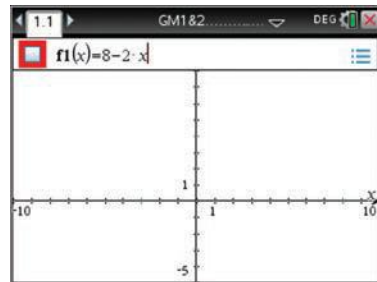 1.1 GM1&2............. DEG
f1(x)=8-2·x
1
x
-10 1 10
-5